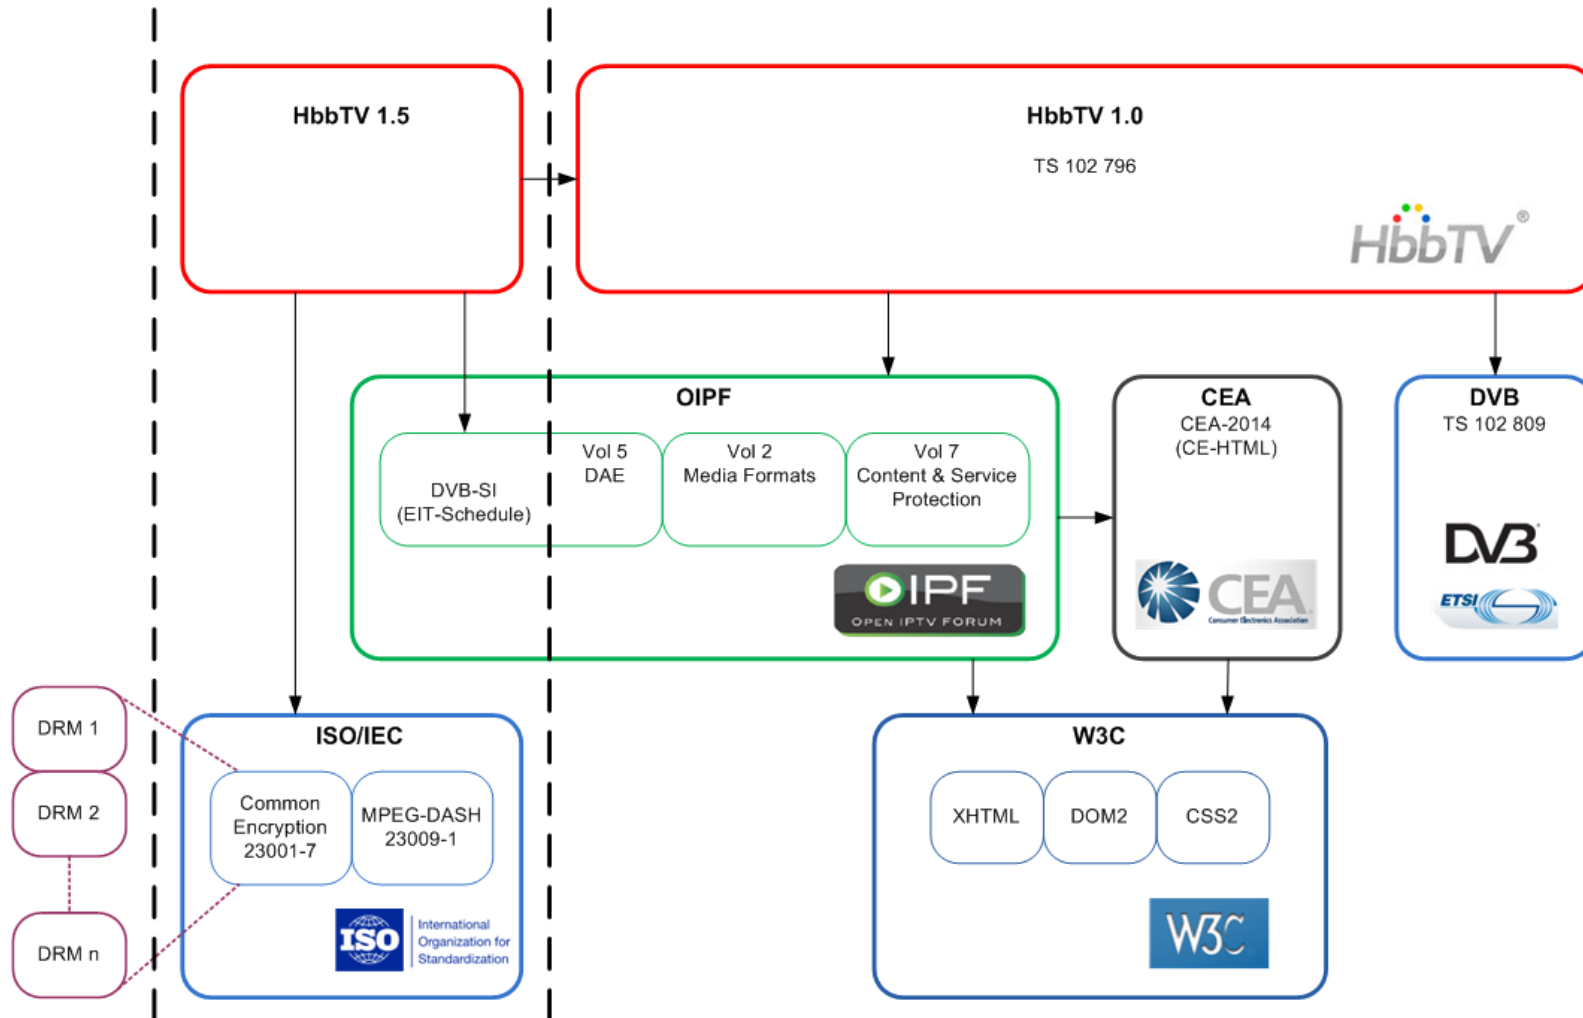 HbbTV 1.5
HbbTV 1.0
TS 102 796
HbbTV®
OIPF
Vol 5
DAE
DVB-SI
(EIT-Schedule)
Vol 2
Media Formats
Vol 7
Content & Service
Protection
OIPF
OPEN IPTV FORUM
CEA
CEA-2014
(CE-HTML)
CEA
Consumer Electronics Association
DVB
TS 102 809
DVB
ETSI
DRM 1
DRM 2
DRM n
ISO/IEC
Common
Encryption
23001-7
MPEG-DASH
23009-1
ISO
International
Organization for
Standardization
W3C
XHTML
DOM2
CSS2
W3C